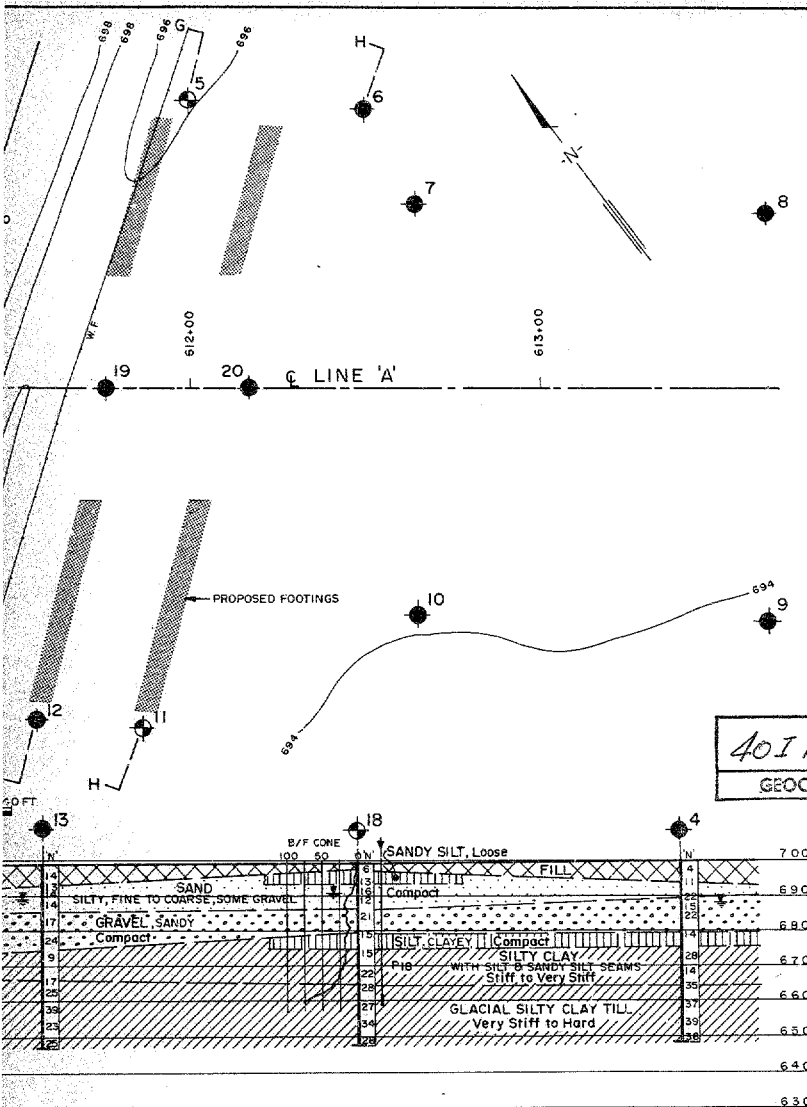 698
698
696
G
696
H
5
6
7
8
-N-
W.F.
612+00
613+00
19
20
℄ LINE 'A'
PROPOSED FOOTINGS
10
694
9
12
11
694
H
40I
GEOC
40 FT.
13
18
4
B/F CONE
100 50 0
'N'
'N'
'N'
SANDY SILT, Loose
FILL
700
14
6
4
13
13
11
SAND
16
Compact
690
SILTY, FINE TO COARSE, SOME GRAVEL
12
22
14
15
17
GRAVEL, SANDY
21
22
680
24
Compact
15
SILT, CLAYEY Compact
14
9
15
SILTY CLAY
28
670
P18
WITH SILT & SANDY SILT SEAMS
22
Stiff to Very Stiff
14
17
28
35
25
660
39
27
GLACIAL SILTY CLAY TILL
37
23
34
Very Stiff to Hard
39
25
28
38
650
640
630